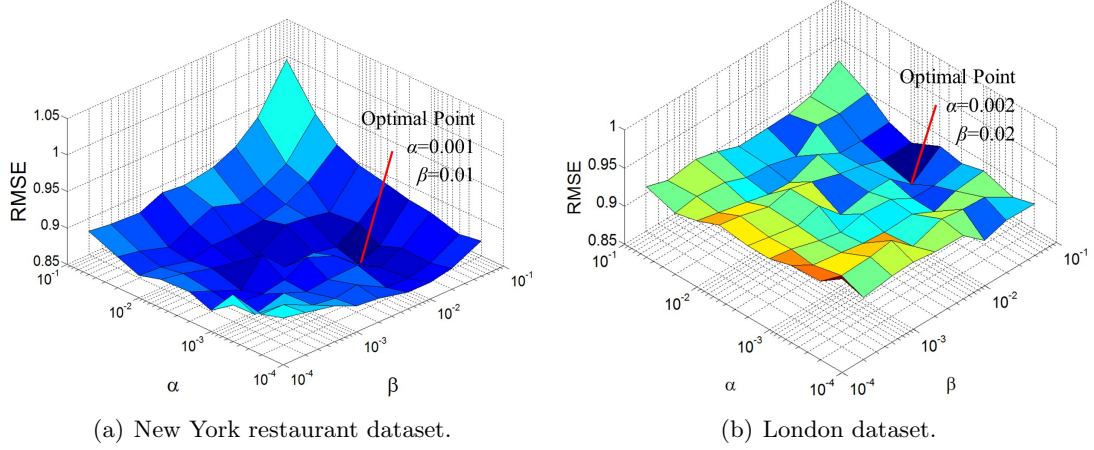 Optimal Point
α=0.001
β=0.01
1.05
1
0.95
0.9
0.85
RMSE
10⁻¹
10⁻²
10⁻³
10⁻⁴
α
10⁻⁴
10⁻³
10⁻²
10⁻¹
β
(a) New York restaurant dataset.
Optimal Point
α=0.002
β=0.02
1
0.95
0.9
0.85
RMSE
10⁻¹
10⁻²
10⁻³
10⁻⁴
α
10⁻⁴
10⁻³
10⁻²
10⁻¹
β
(b) London dataset.